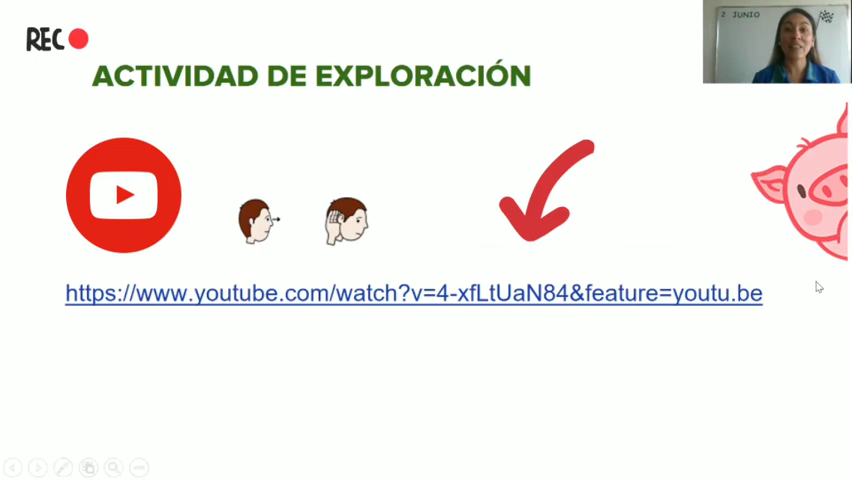 REC
2 JUNIO
ACTIVIDAD DE EXPLORACIÓN
https://www.youtube.com/watch?v=4-xfLtUaN84&feature=youtu.be